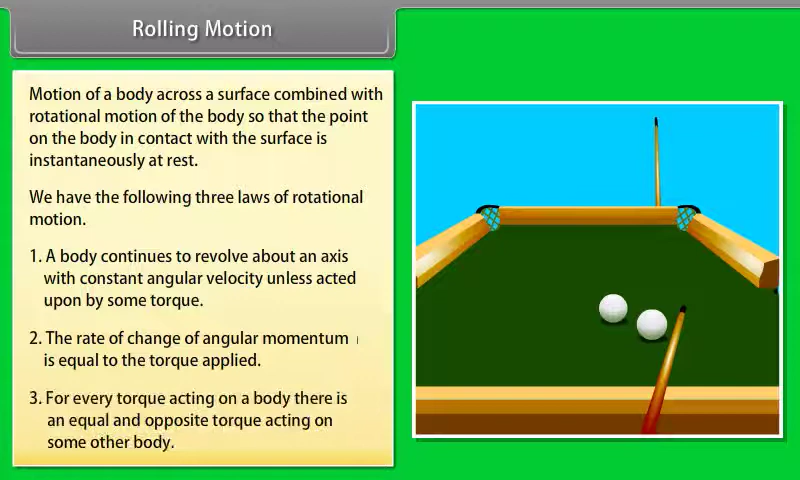 Rolling Motion
Motion of a body across a surface combined with
rotational motion of the body so that the point
on the body in contact with the surface is
instantaneously at rest.
We have the following three laws of rotational
motion.
1. A body continues to revolve about an axis
with constant angular velocity unless acted
upon by some torque.
2. The rate of change of angular momentum
is equal to the torque applied.
3. For every torque acting on a body there is
an equal and opposite torque acting on
some other body.